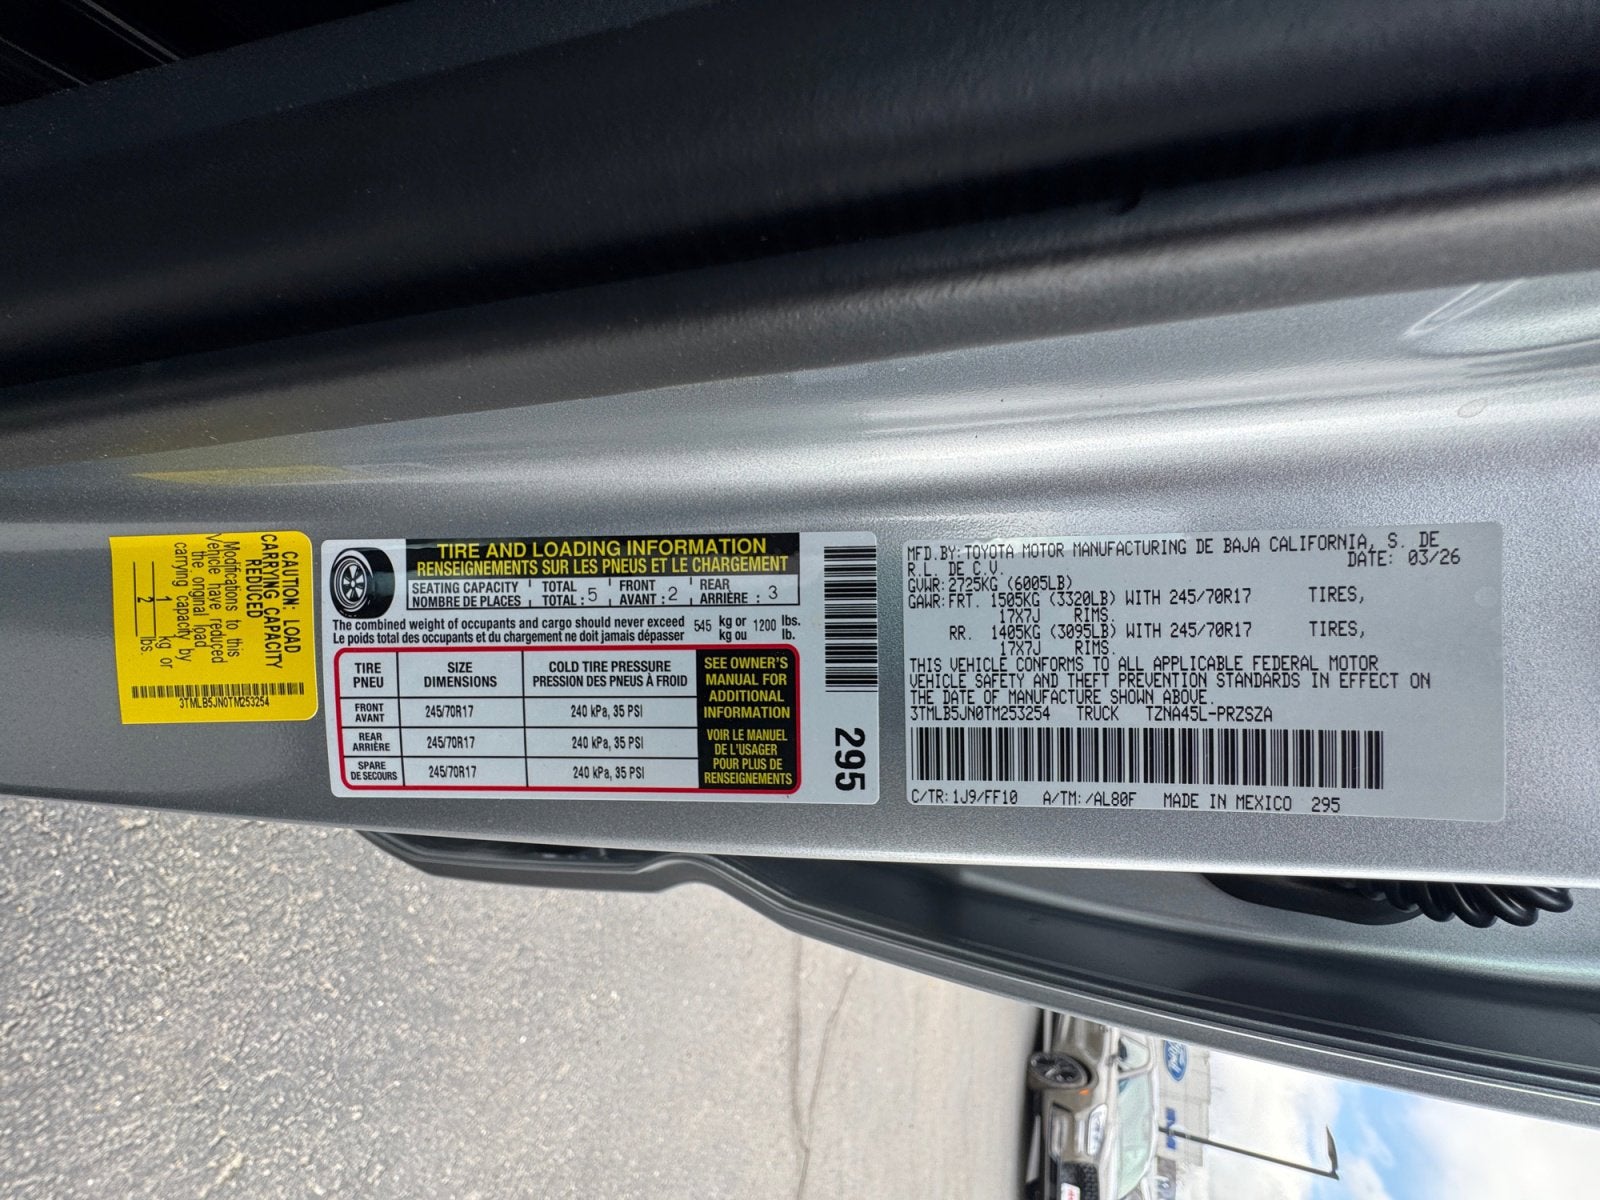 CAUTION: LOAD
CARRYING CAPACITY
REDUCED
Modifications to this
Vehicle have reduced
the original load
carrying capacity by
1 kg or
2 lbs.
3TMLB5JN0TM253254
TIRE AND LOADING INFORMATION
RENSEIGNEMENTS SUR LES PNEUS ET LE CHARGEMENT
SEATING CAPACITY TOTAL FRONT REAR
NOMBRE DE PLACES TOTAL : 5 AVANT : 2 ARRIÈRE : 3
The combined weight of occupants and cargo should never exceed 545 kg or 1200 lbs.
Le poids total des occupants et du chargement ne doit jamais dépasser kg ou lb.
TIRE SIZE COLD TIRE PRESSURE
PNEU DIMENSIONS PRESSION DES PNEUS À FROID
FRONT
AVANT 245/70R17 240 kPa, 35 PSI
REAR
ARRIÈRE 245/70R17 240 kPa, 35 PSI
SPARE
DE SECOURS 245/70R17 240 kPa, 35 PSI
SEE OWNER'S
MANUAL FOR
ADDITIONAL
INFORMATION
VOIR LE MANUEL
DE L'USAGER
POUR PLUS DE
RENSEIGNEMENTS
295
MFD.BY: TOYOTA MOTOR MANUFACTURING DE BAJA CALIFORNIA, S. DE
R.L. DE C.V. DATE: 03/26
GVWR: 2725KG (6005LB)
GAWR: FRT. 1505KG (3320LB) WITH 245/70R17 TIRES,
17X7J RIMS.
RR. 1405KG (3095LB) WITH 245/70R17 TIRES,
17X7J RIMS.
THIS VEHICLE CONFORMS TO ALL APPLICABLE FEDERAL MOTOR
VEHICLE SAFETY AND THEFT PREVENTION STANDARDS IN EFFECT ON
THE DATE OF MANUFACTURE SHOWN ABOVE.
3TMLB5JN0TM253254 TRUCK TZNA45L-PRZSZA
C/TR: 1J9/FF10 A/TM: /AL80F MADE IN MEXICO 295
Ford